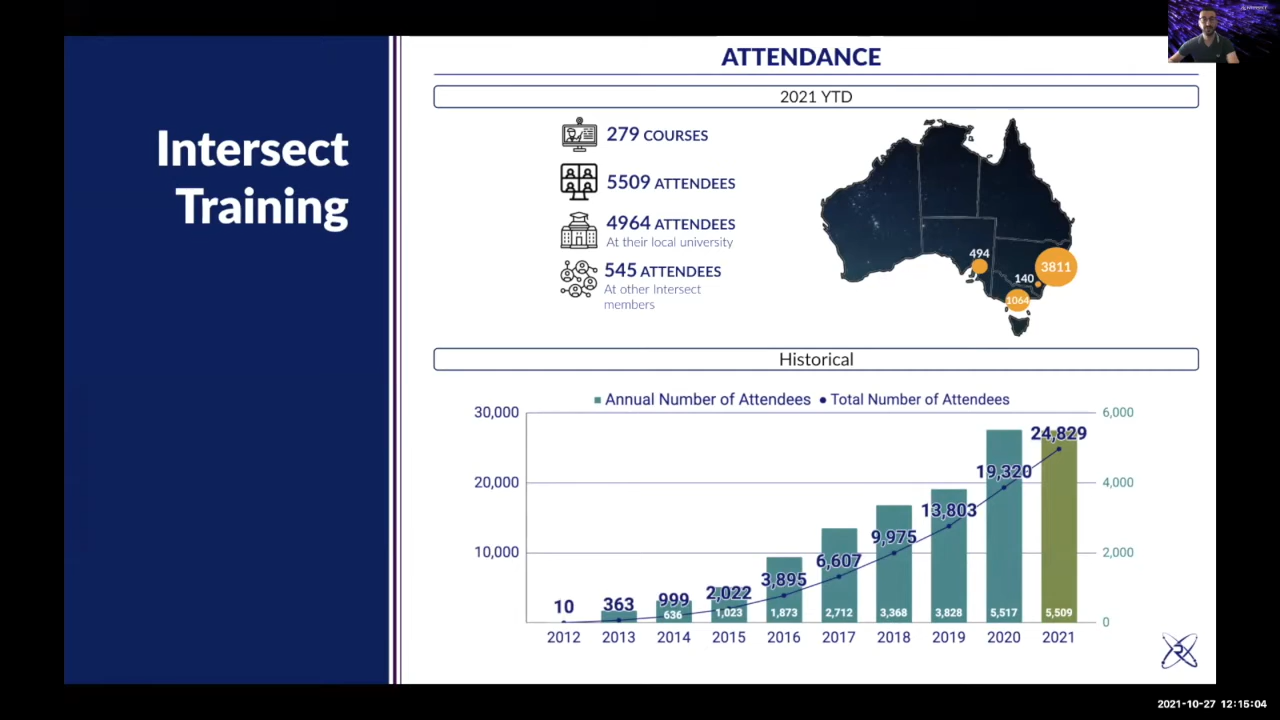 Intersect
Training
ATTENDANCE
2021 YTD
279 COURSES
5509 ATTENDEES
4964 ATTENDEES
At their local university
545 ATTENDEES
At other Intersect
members
494
3811
140
1064
Historical
Annual Number of Attendees
Total Number of Attendees
30,000
20,000
10,000
6,000
4,000
2,000
0
10
363
999
2,022
3,895
6,607
9,975
13,803
19,320
24,829
636
1,023
1,873
2,712
3,368
3,828
5,517
5,509
2012
2013
2014
2015
2016
2017
2018
2019
2020
2021
2021-10-27 12:15:04